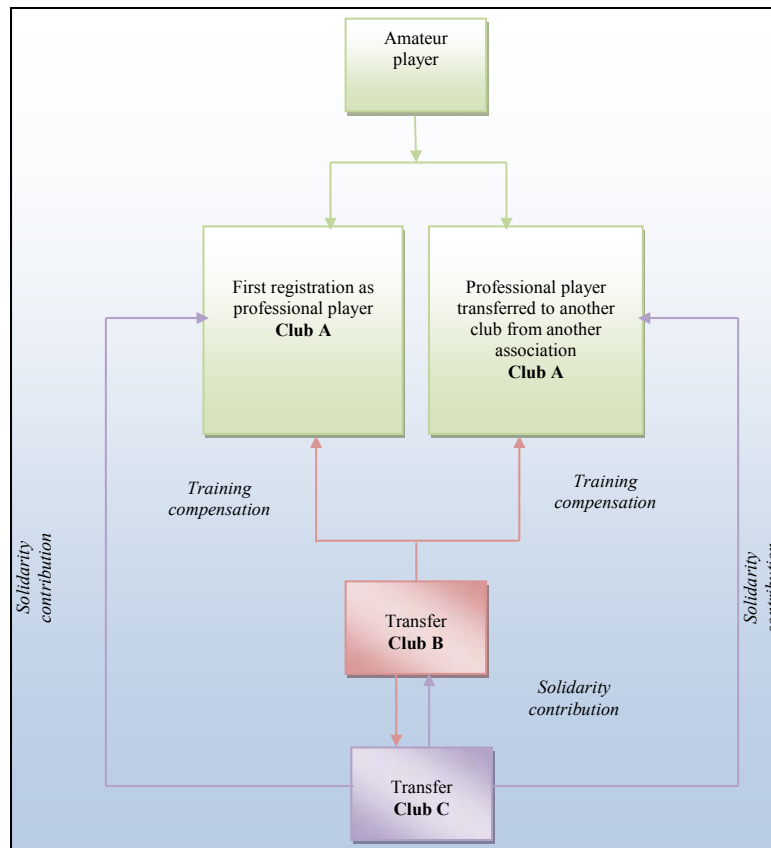 Amateur
player
First registration as
professional player
Club A
Professional player
transferred to another
club from another
association
Club A
Training
compensation
Training
compensation
Solidarity
contribution
Solidarity
Transfer
Club B
Solidarity
contribution
Transfer
Club C